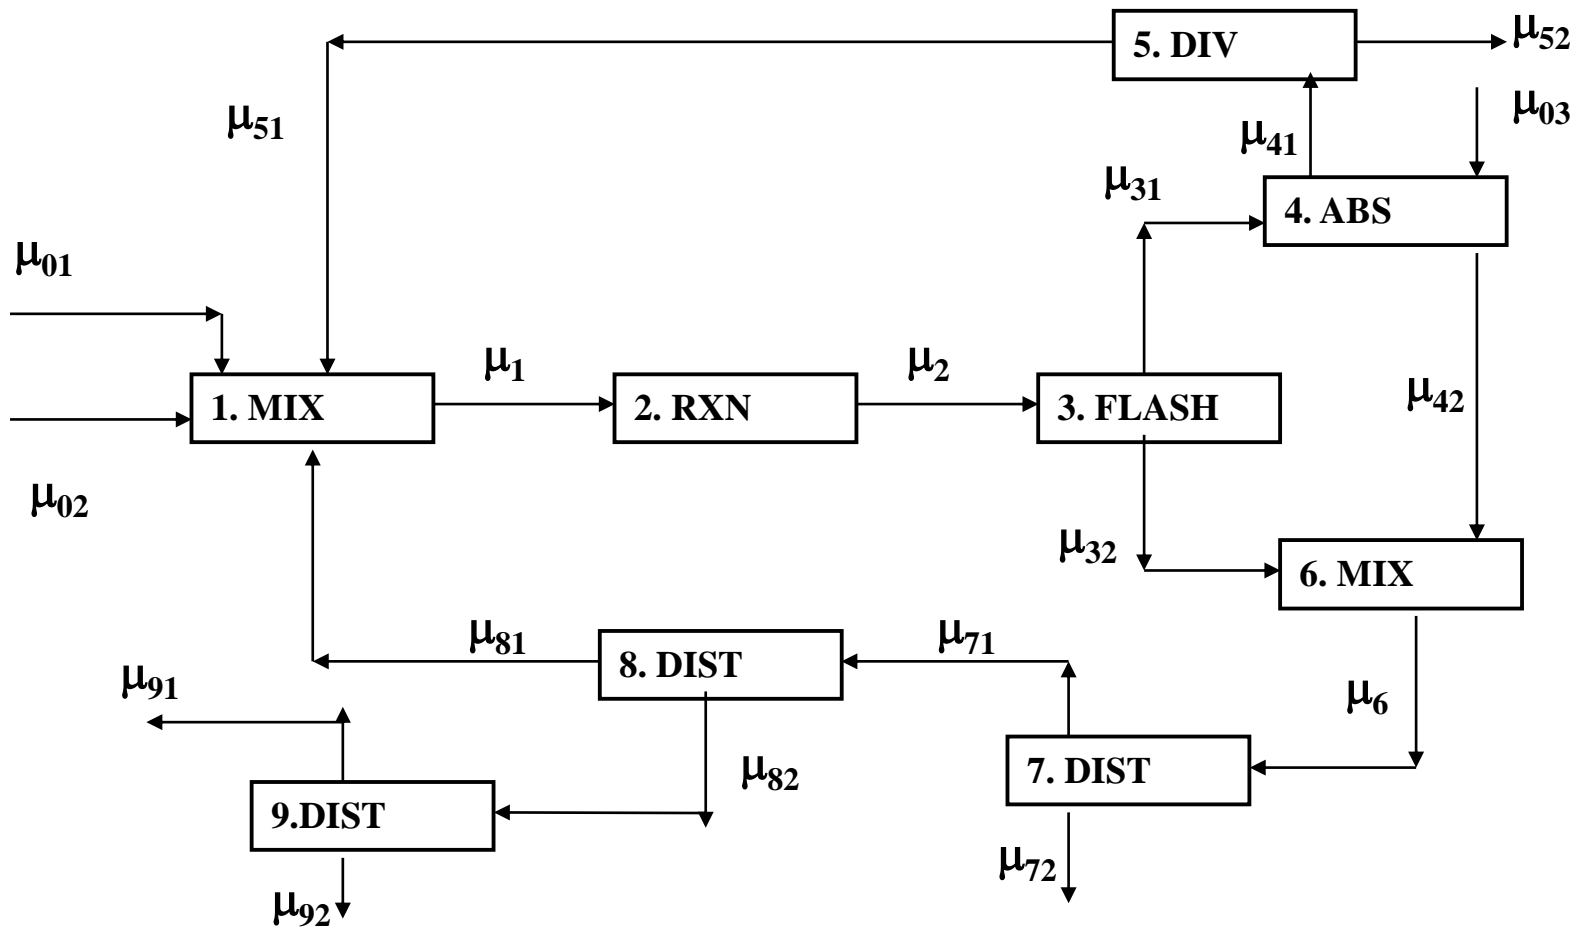 5. DIV
μ52
μ51
μ03
μ41
μ31
4. ABS
μ01
μ1
μ2
μ42
1. MIX
2. RXN
3. FLASH
μ02
μ32
6. MIX
μ81
μ71
8. DIST
μ91
μ6
μ82
7. DIST
9.DIST
μ72
μ92